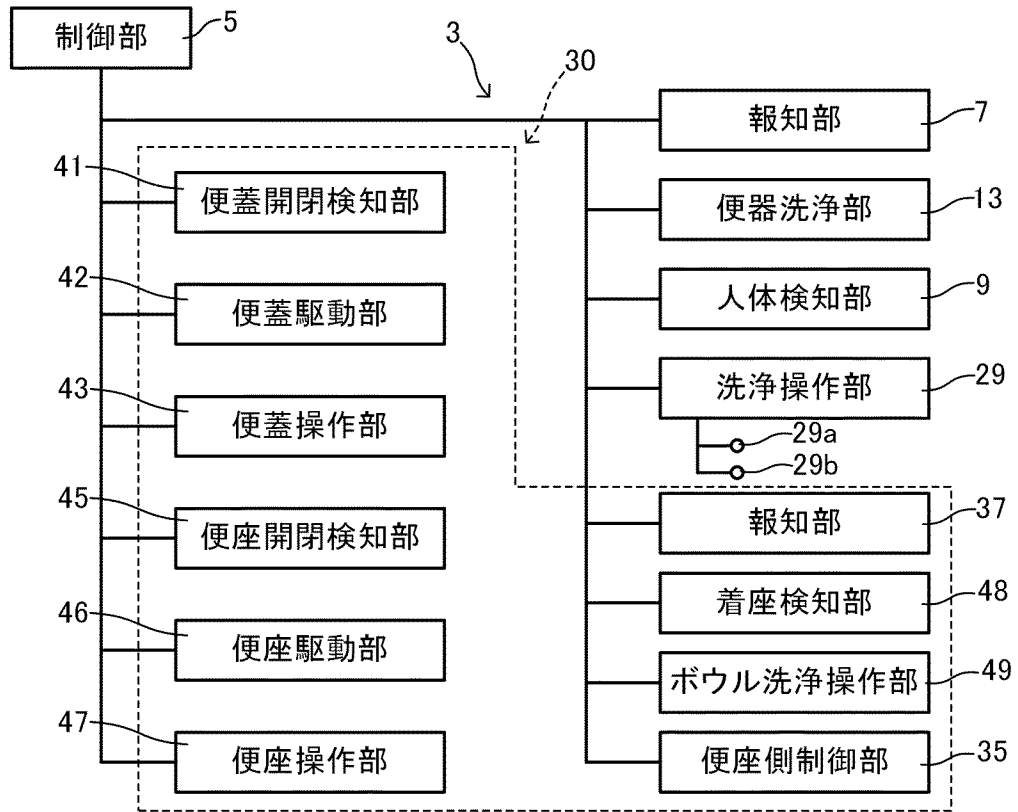 制御部
5
3
30
報知部
7
41
便蓋開閉検知部
便器洗浄部
13
42
便蓋駆動部
人体検知部
9
43
便蓋操作部
洗浄操作部
29
29a
29b
45
便座開閉検知部
報知部
37
46
便座駆動部
着座検知部
48
ボウル洗浄操作部
49
47
便座操作部
便座側制御部
35